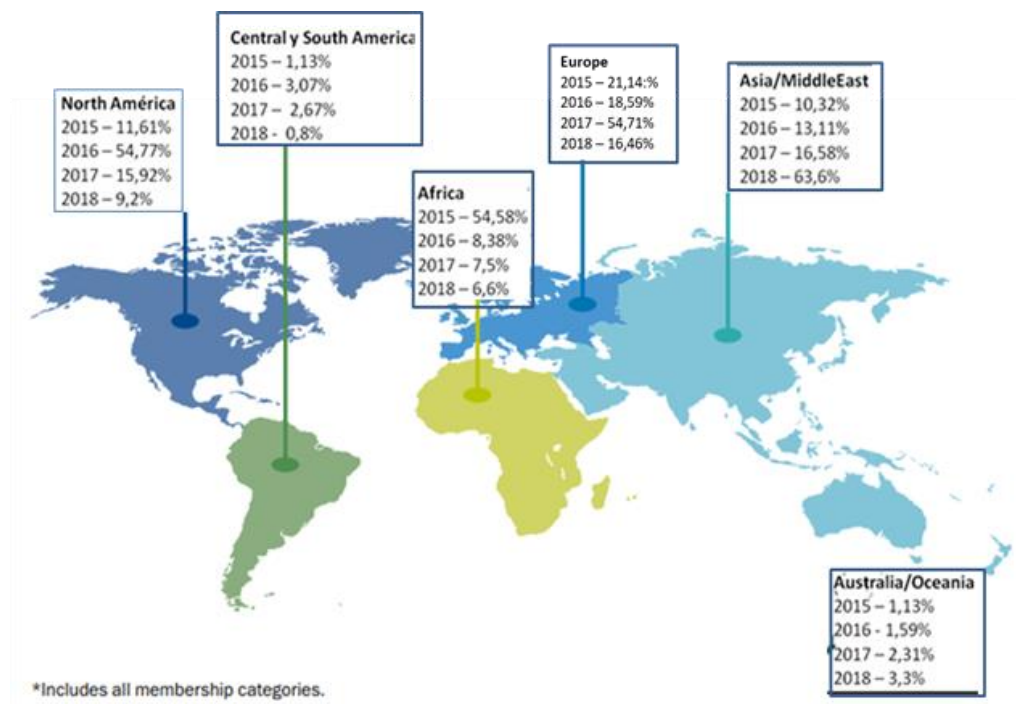 Central y South America
2015 – 1,13%
2016 – 3,07%
2017 – 2,67%
2018 - 0,8%
Europe
2015 – 21,14:%
2016 – 18,59%
2017 – 54,71%
2018 – 16,46%
Asia/MiddleEast
2015 – 10,32%
2016 – 13,11%
2017 – 16,58%
2018 – 63,6%
North América
2015 – 11,61%
2016 – 54,77%
2017 – 15,92%
2018 – 9,2%
Africa
2015 – 54,58%
2016 – 8,38%
2017 – 7,5%
2018 – 6,6%
Australia/Oceania
2015 – 1,13%
2016 - 1,59%
2017 – 2,31%
2018 – 3,3%
*Includes all membership categories.